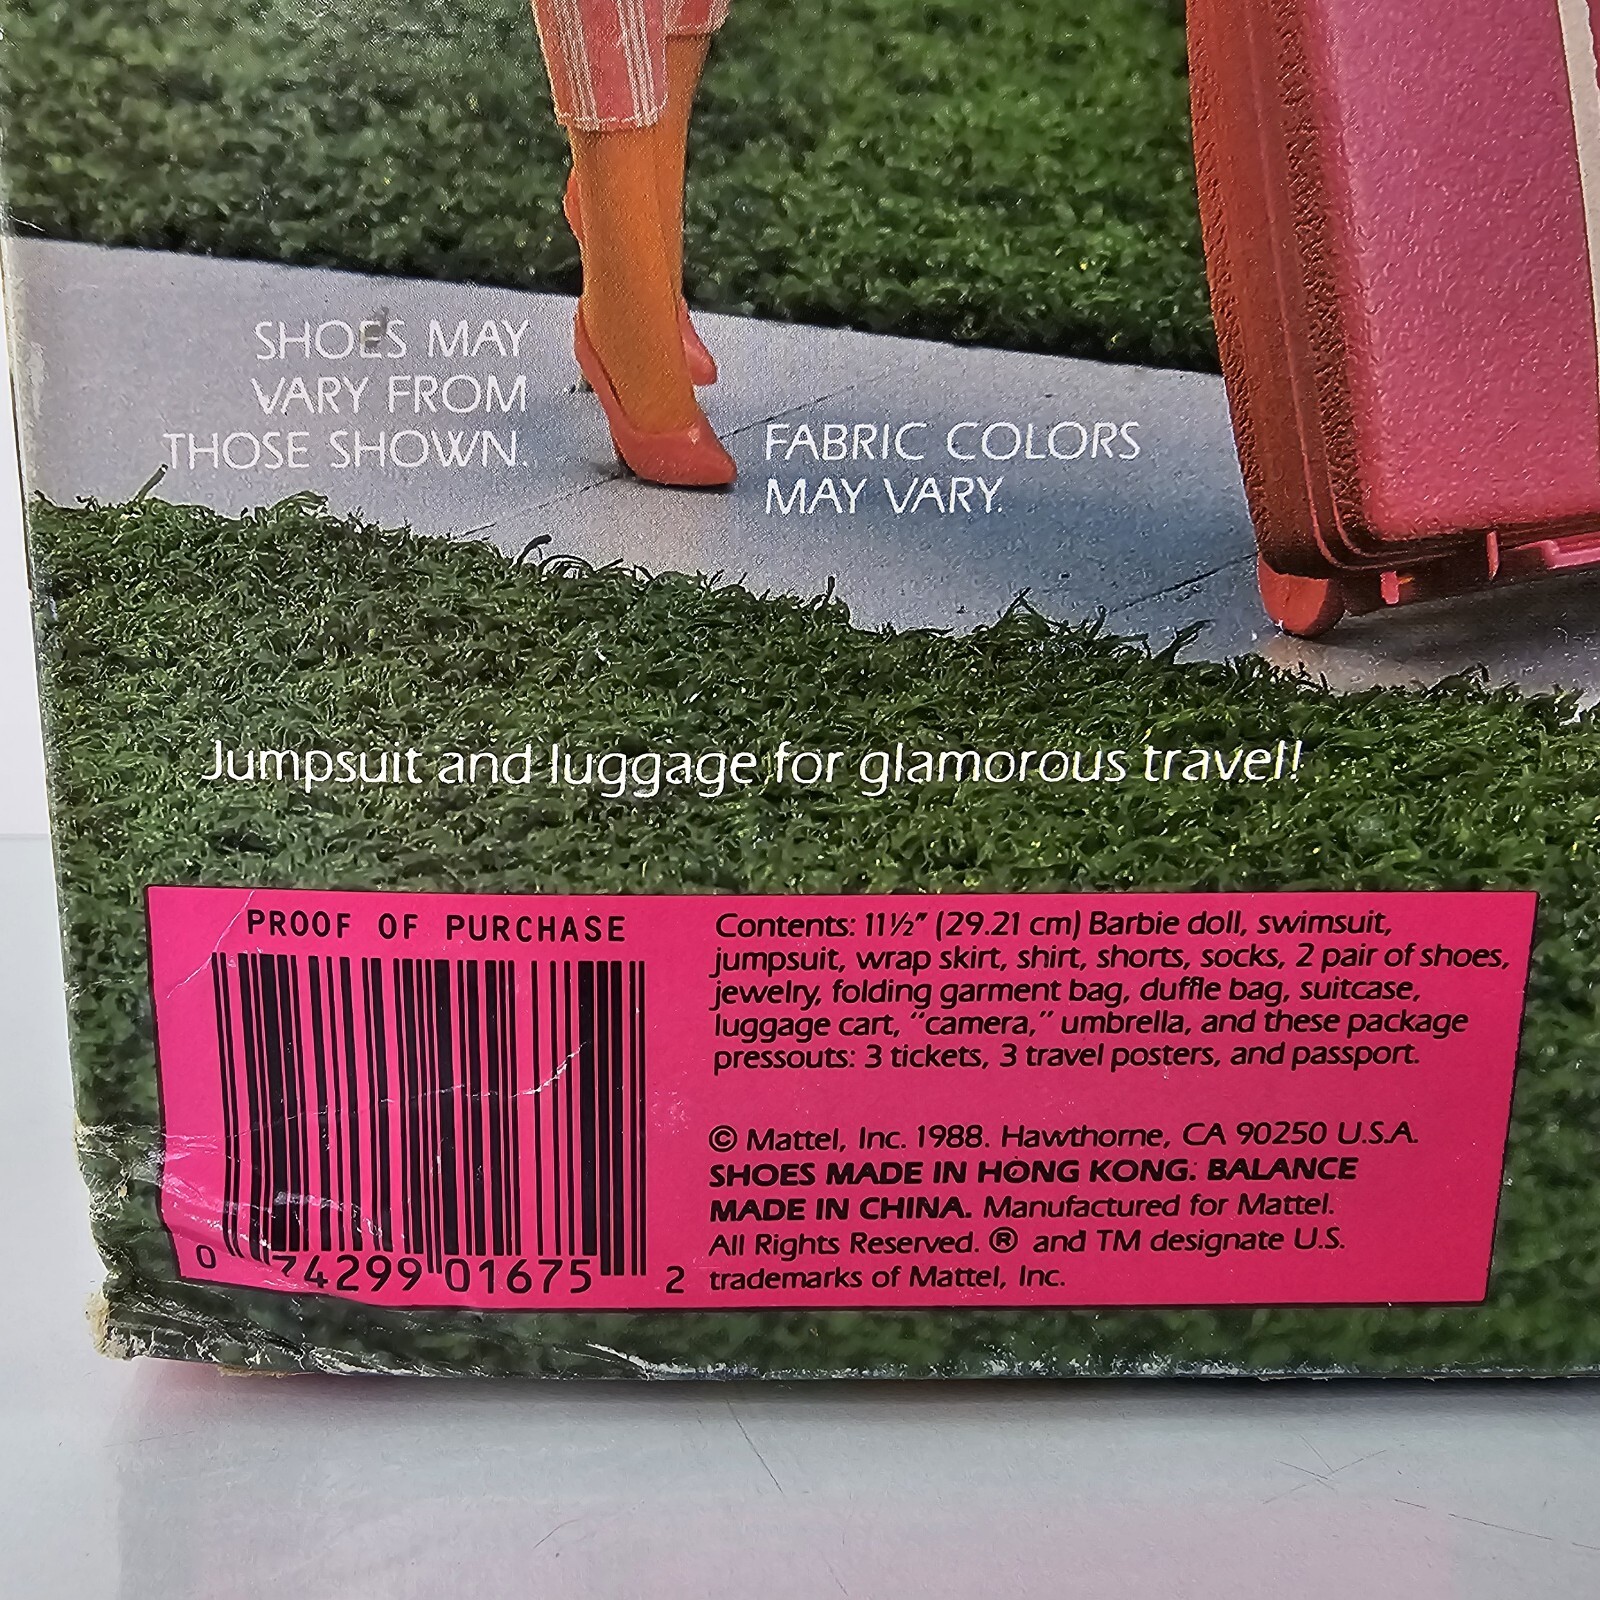 SHOES MAY
VARY FROM
THOSE SHOWN.
FABRIC COLORS
MAY VARY.
Jumpsuit and luggage for glamorous travel!
PROOF OF PURCHASE
0 74299 01675 2
Contents: 11½" (29.21 cm) Barbie doll, swimsuit,
jumpsuit, wrap skirt, shirt, shorts, socks, 2 pair of shoes,
jewelry, folding garment bag, duffle bag, suitcase,
luggage cart, "camera," umbrella, and these package
pressouts: 3 tickets, 3 travel posters, and passport.
© Mattel, Inc. 1988. Hawthorne, CA 90250 U.S.A.
SHOES MADE IN HONG KONG. BALANCE
MADE IN CHINA. Manufactured for Mattel.
All Rights Reserved. ® and TM designate U.S.
trademarks of Mattel, Inc.